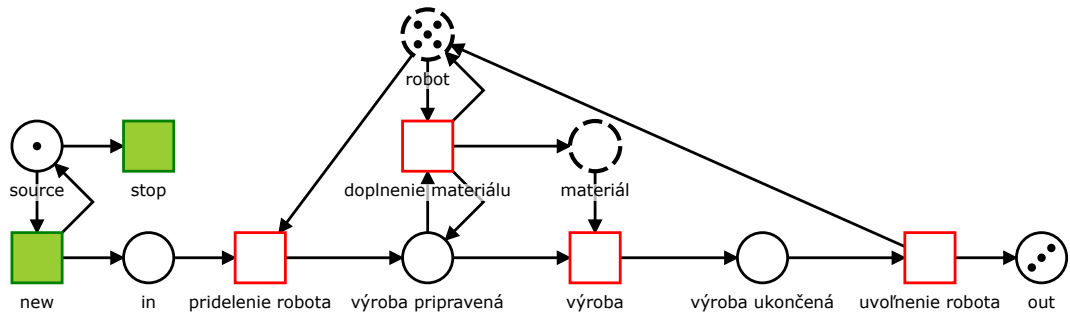 robot
source
stop
doplnenie materiálu
materiál
new
in
pridelenie robota
výroba pripravená
výroba
výroba ukončená
uvoľnenie robota
out